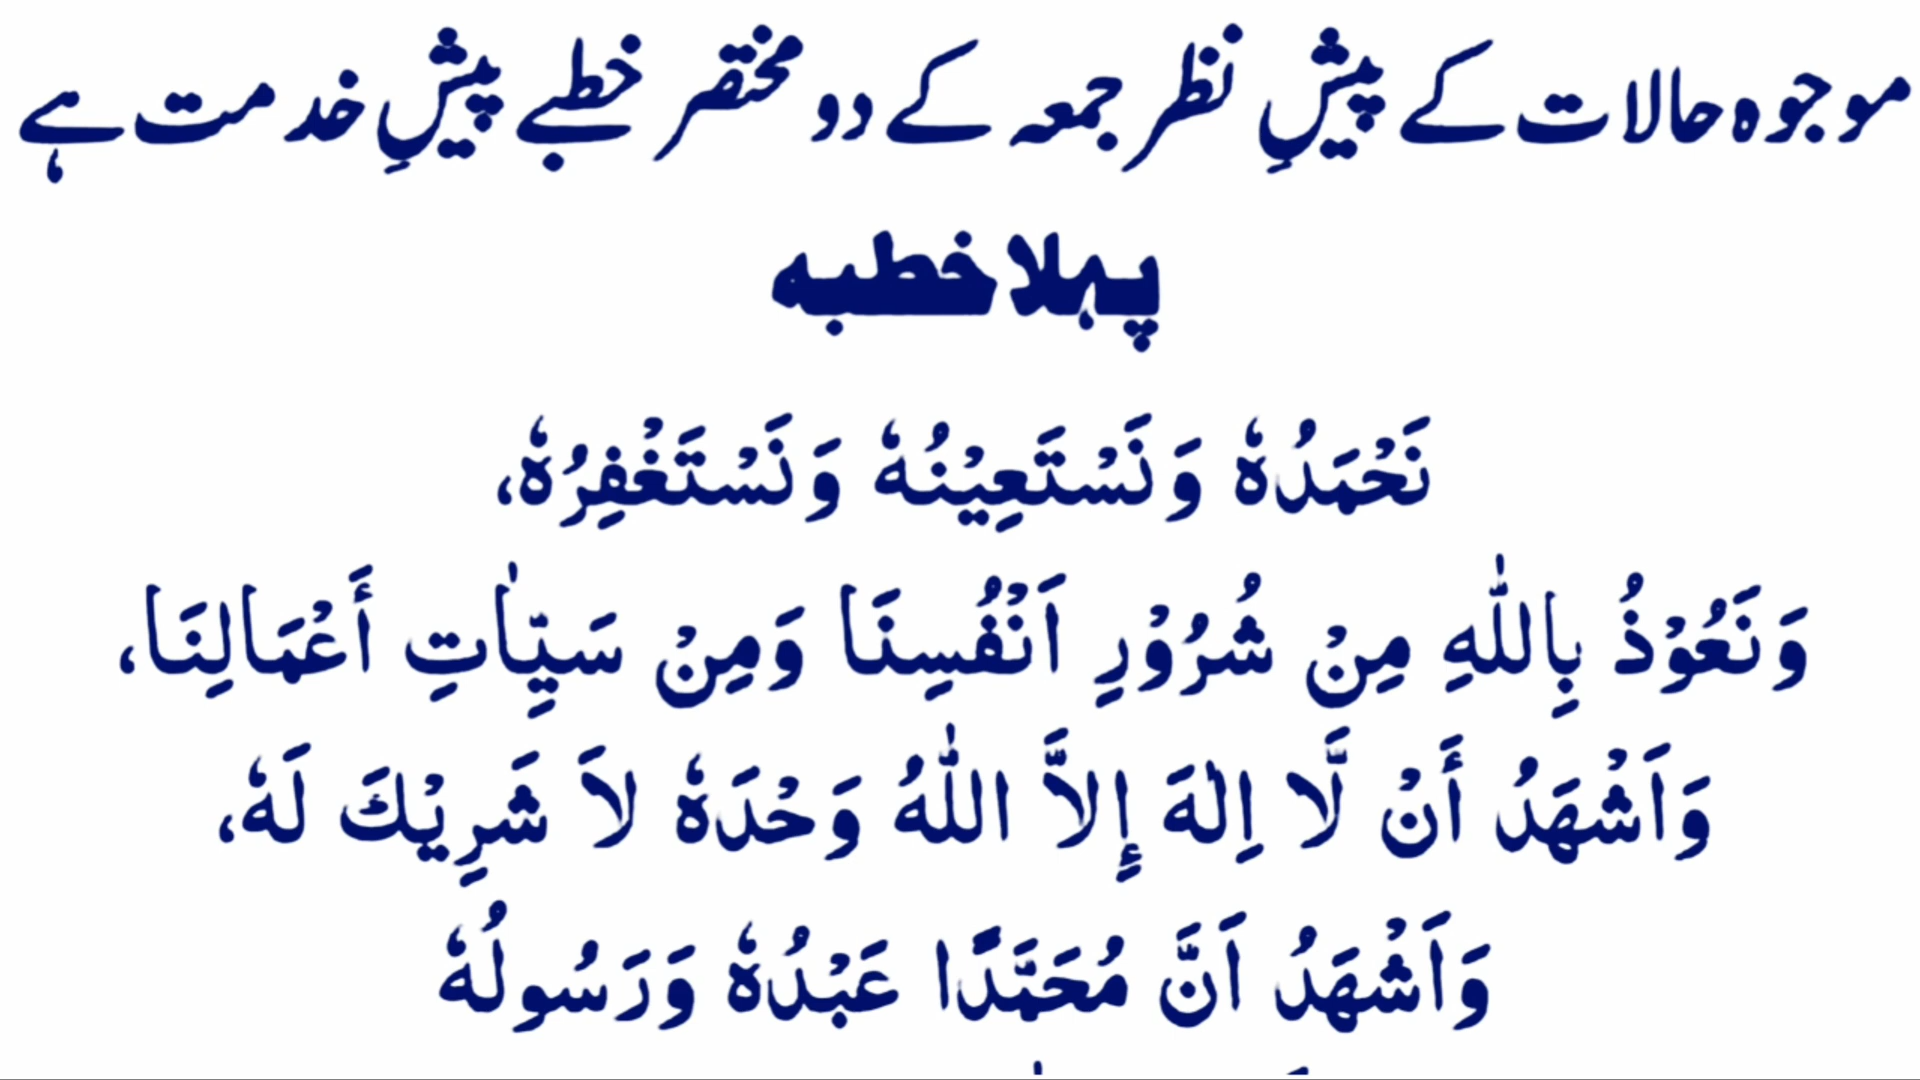 موجوہ حالات کے پیشِ نظر جمعہ کے دو مختصر خطبے پیشِ خدمت ہے
پہلا خطبہ
نَحْمَدُہٗ وَنَسْتَعِیْنُہٗ وَنَسْتَغْفِرُہٗ،
وَنَعُوْذُ بِاللّٰہِ مِنْ شُرُوْرِ اَنْفُسِنَا وَمِنْ سَیِّاٰتِ أَعْمَالِنَا،
وَاَشْهَدُ أَنْ لَّا اِلٰهَ إِلاَّ اللّٰهُ وَحْدَہٗ لاَ شَرِیْكَ لَہٗ،
وَاَشْهَدُ اَنَّ مُحَمَّدًا عَبْدُہٗ وَرَسُولُہٗ